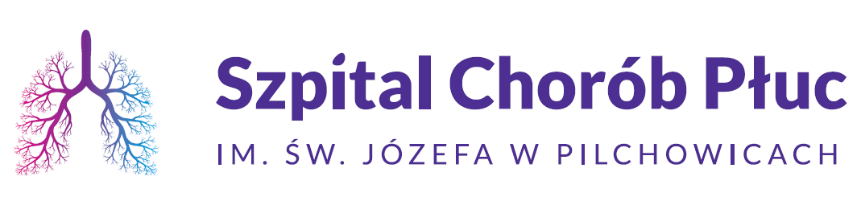 Szpital Chorób Płuc
IM. ŚW. JÓZEFA W PILCHOWICACH